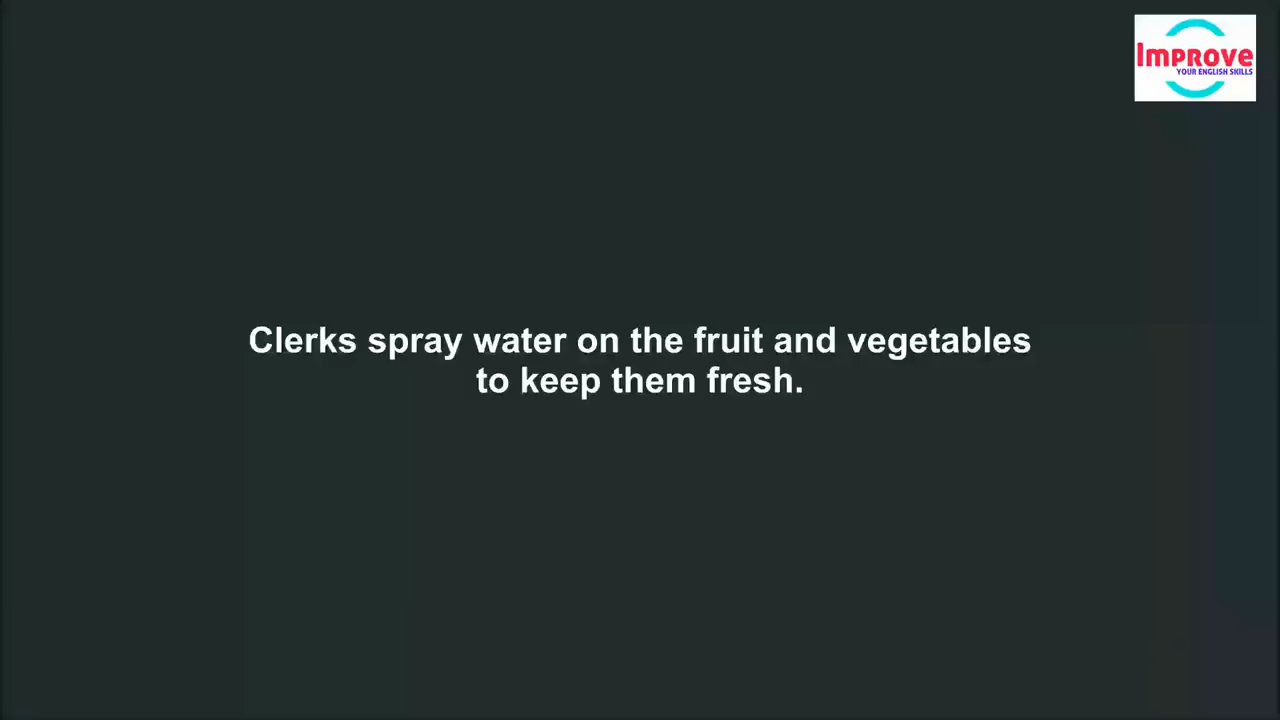 Improve
YOUR ENGLISH SKILLS
Clerks spray water on the fruit and vegetables
to keep them fresh.